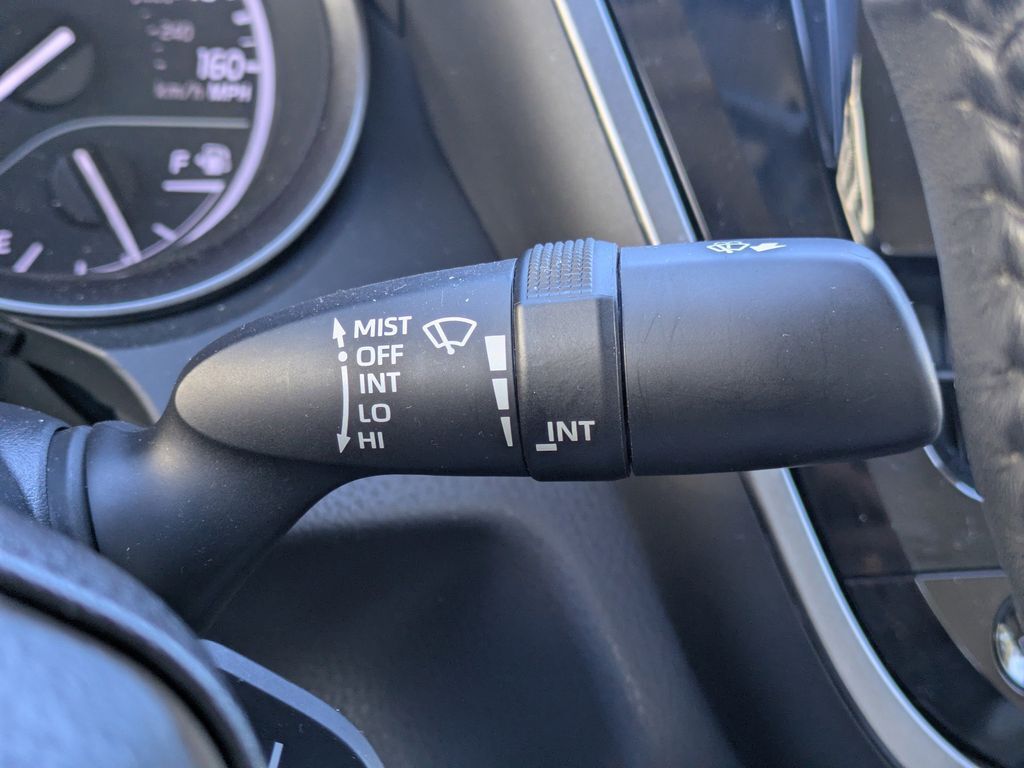 240
160
km/h MPH
F
E
MIST
OFF
INT
LO
HI
INT